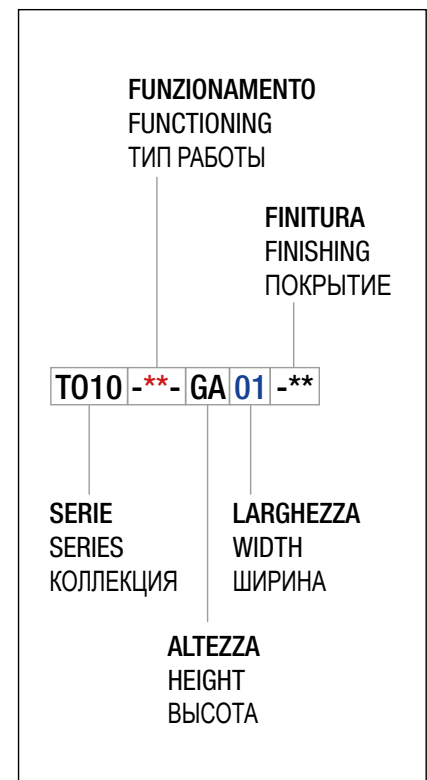 FUNZIONAMENTO
FUNCTIONING
ТИП РАБОТЫ
FINITURA
FINISHING
ПОКРЫТИЕ
TO10 -**- GA 01 -**
SERIE
SERIES
КОЛЛЕКЦИЯ
LARGHEZZA
WIDTH
ШИРИНА
ALTEZZA
HEIGHT
ВЫСОТА